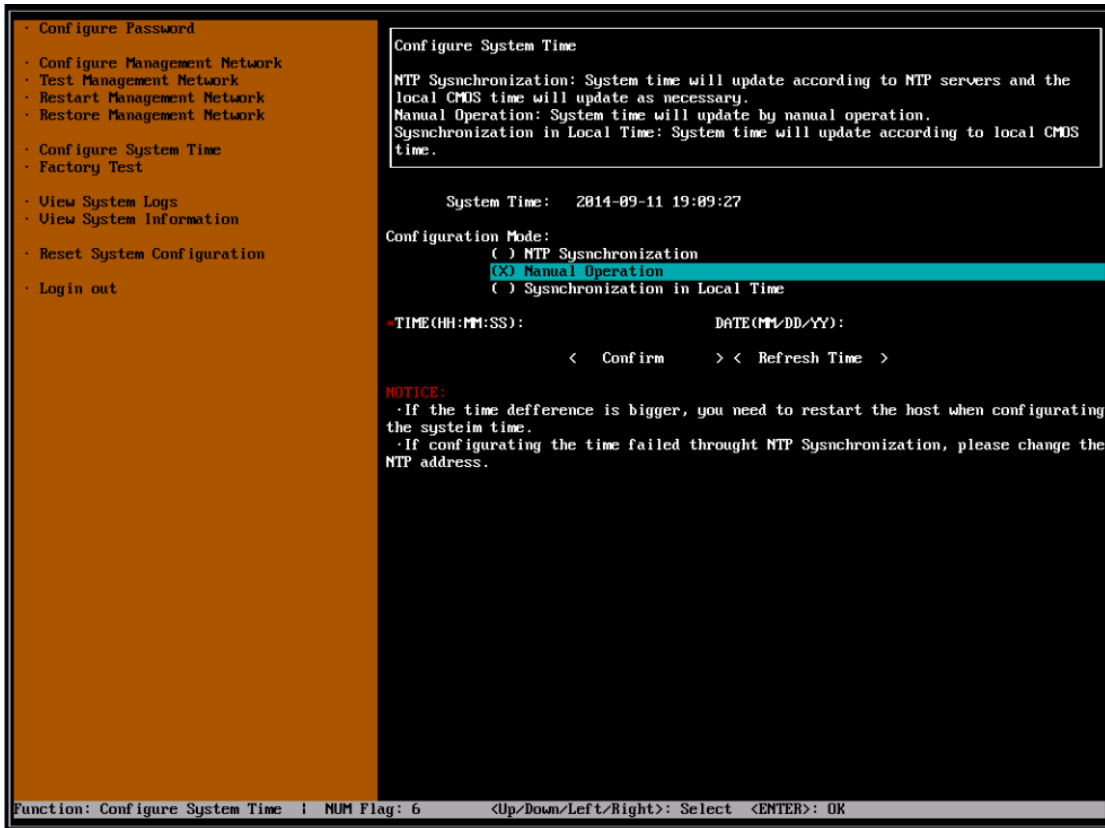 · Configure Password
· Configure Management Network
· Test Management Network
· Restart Management Network
· Restore Management Network
· Configure System Time
· Factory Test
· View System Logs
· View System Information
· Reset System Configuration
· Login out
Configure System Time
NTP Sysnchronization: System time will update according to NTP servers and the
local CMOS time will update as necessary.
Nanual Operation: System time will update by manual operation.
Sysnchronization in Local Time: System time will update according to local CMOS
time.
System Time: 2014-09-11 19:09:27
Configuration Mode:
( ) NTP Sysnchronization
(X) Nanual Operation
( ) Sysnchronization in Local Time
*TIME(HH:MM:SS): DATE(MM/DD/YY):
< Confirm > < Refresh Time >
NOTICE:
·If the time defference is bigger, you need to restart the host when configurating
the systeim time.
·If configurating the time failed throught NTP Sysnchronization, please change the
NTP address.
Function: Configure System Time | NUM Flag: 6 <Up/Down/Left/Right>: Select <ENTER>: OK